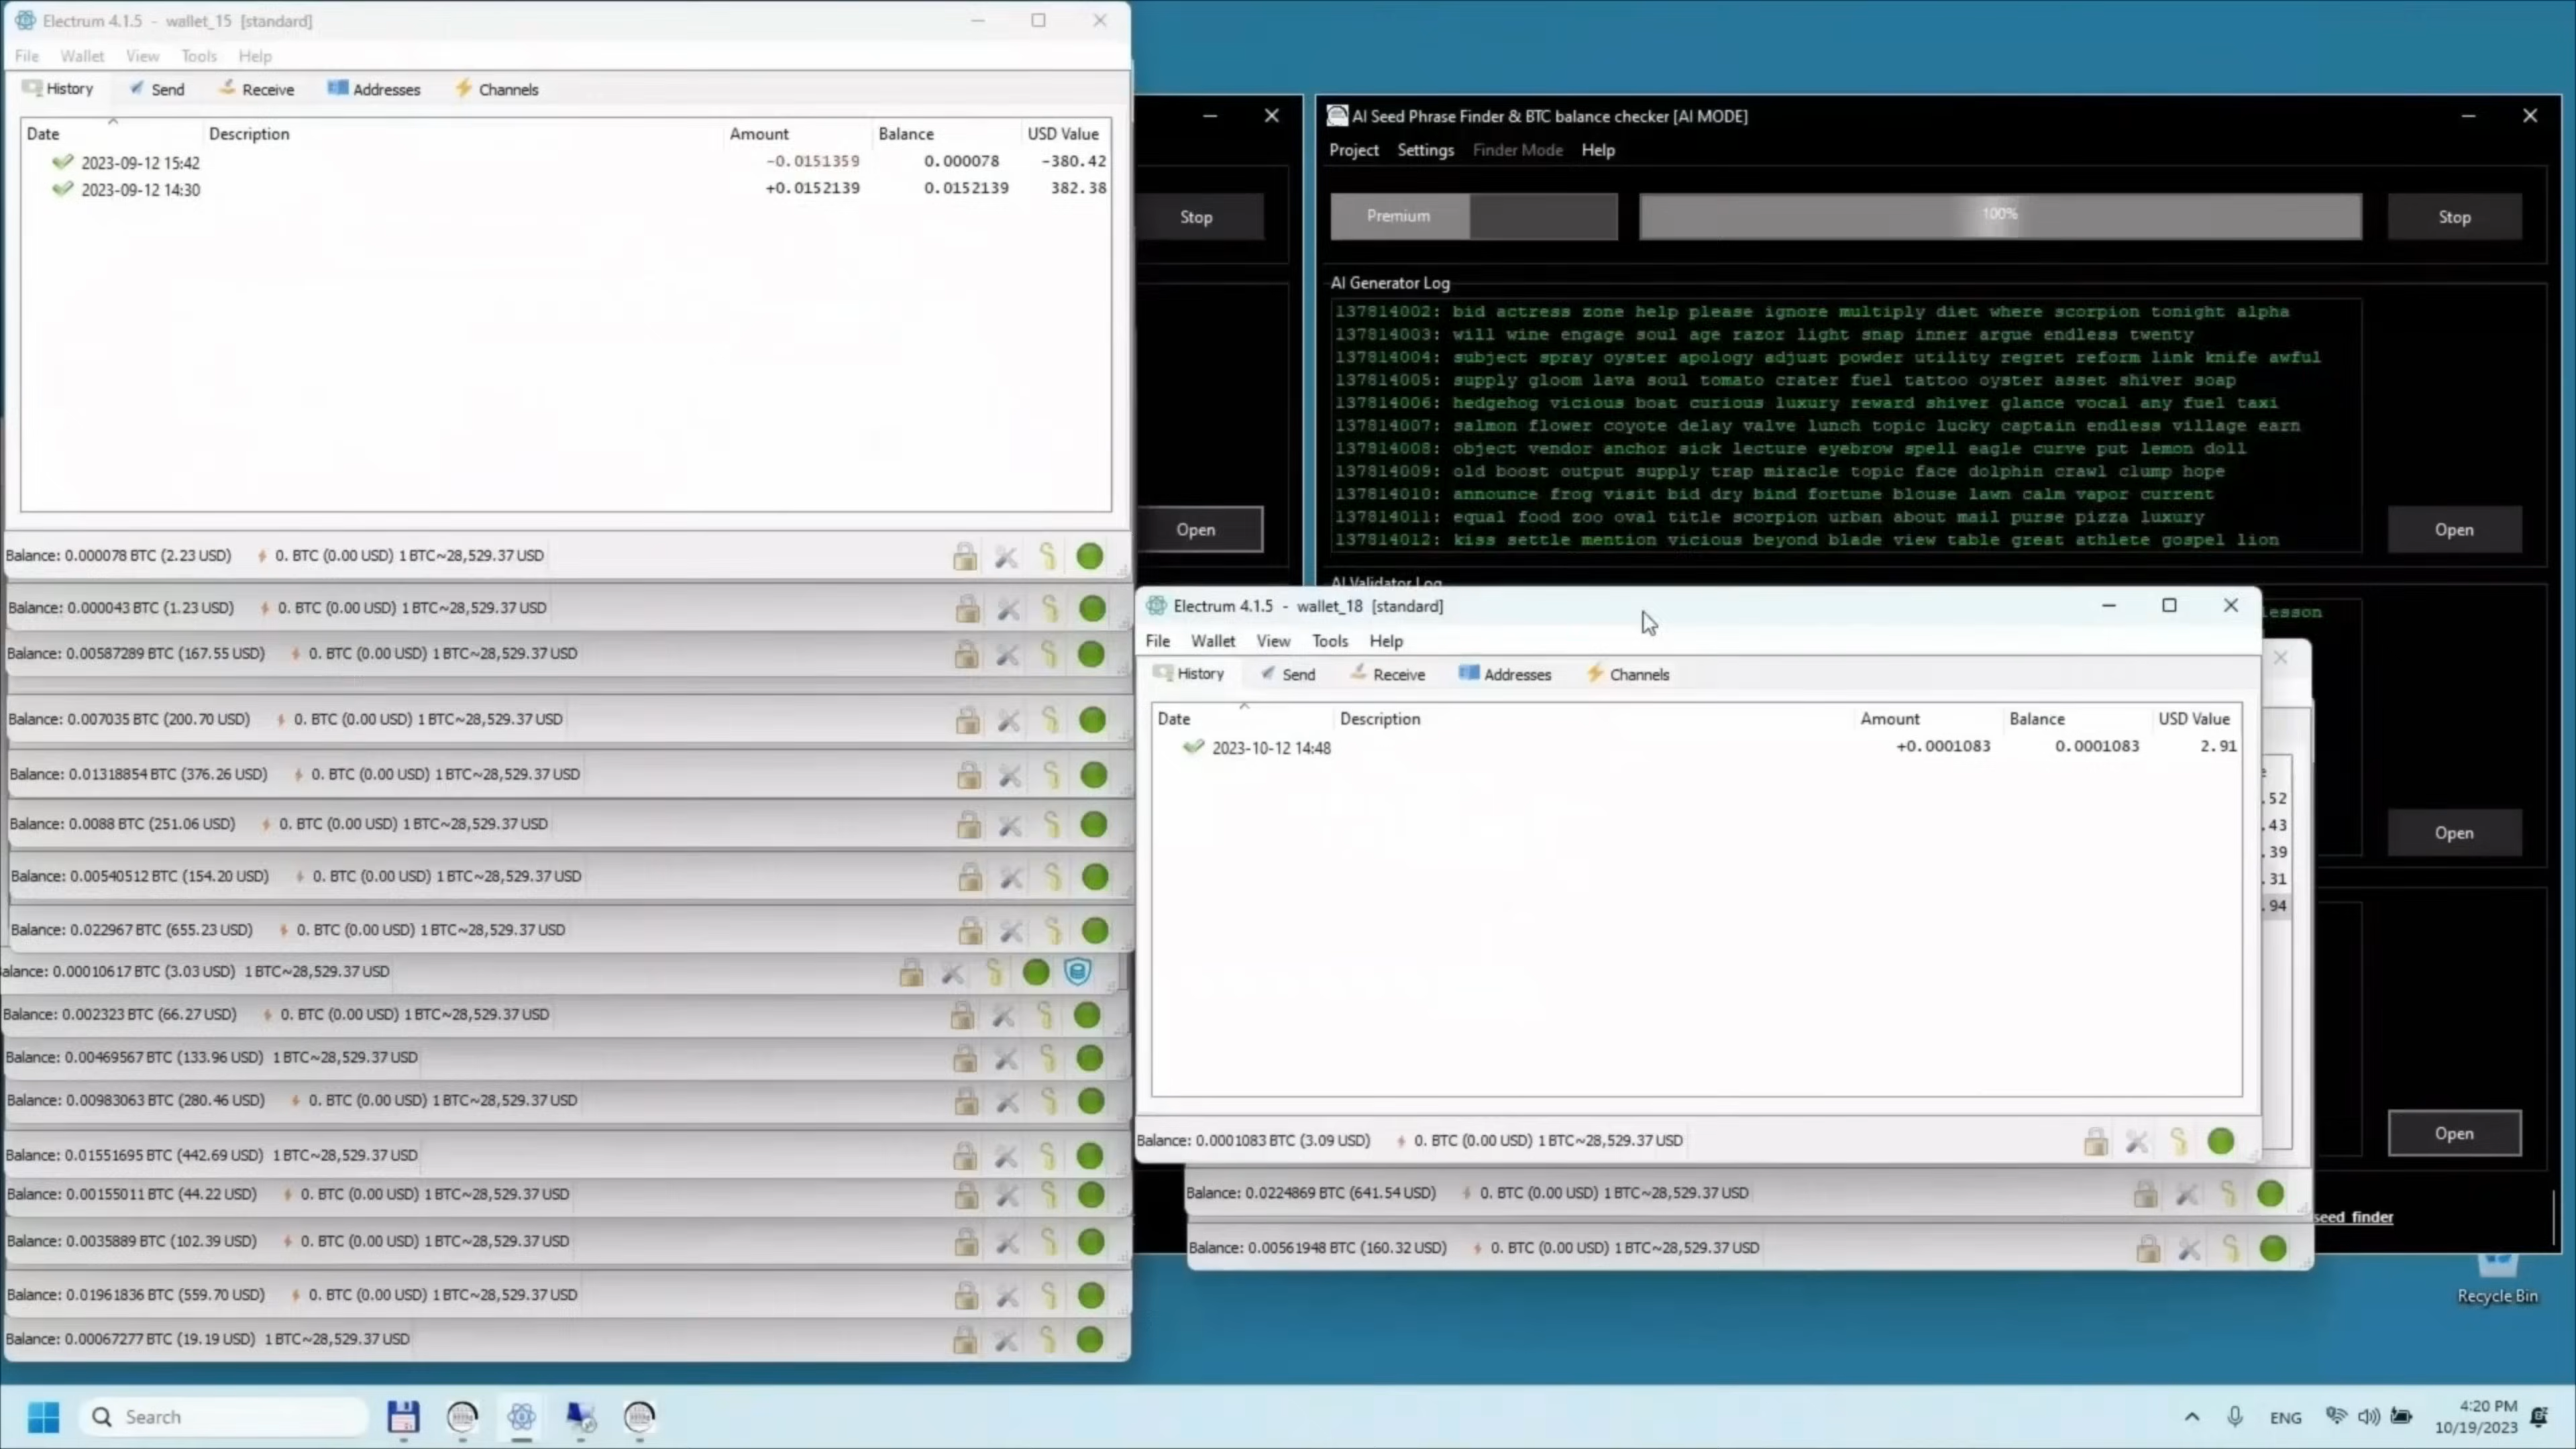 Electrum 4.1.5 - wallet_15 [standard]
File Wallet View Tools Help
History Send Receive Addresses Channels
Date Description Amount Balance USD Value
2023-09-12 15:42 -0.0151359 0.000078 -380.42
2023-09-12 14:30 +0.0152139 0.0152139 382.38
Balance: 0.000078 BTC (2.23 USD) 0. BTC (0.00 USD) 1 BTC~28,529.37 USD
Balance: 0.000043 BTC (1.23 USD) 0. BTC (0.00 USD) 1 BTC~28,529.37 USD
Balance: 0.00587289 BTC (167.55 USD) 0. BTC (0.00 USD) 1 BTC~28,529.37 USD
Balance: 0.007035 BTC (200.70 USD) 0. BTC (0.00 USD) 1 BTC~28,529.37 USD
Balance: 0.01318854 BTC (376.26 USD) 0. BTC (0.00 USD) 1 BTC~28,529.37 USD
Balance: 0.0088 BTC (251.06 USD) 0. BTC (0.00 USD) 1 BTC~28,529.37 USD
Balance: 0.00540512 BTC (154.20 USD) 0. BTC (0.00 USD) 1 BTC~28,529.37 USD
Balance: 0.022967 BTC (655.23 USD) 0. BTC (0.00 USD) 1 BTC~28,529.37 USD
alance: 0.00010617 BTC (3.03 USD) 1 BTC~28,529.37 USD
Balance: 0.002323 BTC (66.27 USD) 0. BTC (0.00 USD) 1 BTC~28,529.37 USD
Balance: 0.00469567 BTC (133.96 USD) 1 BTC~28,529.37 USD
Balance: 0.00983063 BTC (280.46 USD) 0. BTC (0.00 USD) 1 BTC~28,529.37 USD
Balance: 0.01551695 BTC (442.69 USD) 1 BTC~28,529.37 USD
Balance: 0.00155011 BTC (44.22 USD) 0. BTC (0.00 USD) 1 BTC~28,529.37 USD
Balance: 0.0035889 BTC (102.39 USD) 0. BTC (0.00 USD) 1 BTC~28,529.37 USD
Balance: 0.01961836 BTC (559.70 USD) 0. BTC (0.00 USD) 1 BTC~28,529.37 USD
Balance: 0.00067277 BTC (19.19 USD) 1 BTC~28,529.37 USD
Stop
Open
AI Seed Phrase Finder & BTC balance checker [AI MODE]
Project Settings Finder Mode Help
Premium 100% Stop
AI Generator Log
137814002: bid actress zone help please ignore multiply diet where scorpion tonight alpha
137814003: will wine engage soul age razor light snap inner argue endless twenty
137814004: subject spray oyster apology adjust powder utility regret reform link knife awful
137814005: supply gloom lava soul tomato crater fuel tattoo oyster asset shiver soap
137814006: hedgehog vicious boat curious luxury reward shiver glance vocal any fuel taxi
137814007: salmon flower coyote delay valve lunch topic lucky captain endless village earn
137814008: object vendor anchor sick lecture eyebrow spell eagle curve put lemon doll
137814009: old boost output supply trap miracle topic face dolphin crawl clump hope
137814010: announce frog visit bid dry bind fortune blouse lawn calm vapor current
137814011: equal food zoo oval title scorpion urban about mail purse pizza luxury
137814012: kiss settle mention vicious beyond blade view table great athlete gospel lion
Open
AI Validator Log
lesson
Electrum 4.1.5 - wallet_18 [standard]
File Wallet View Tools Help
History Send Receive Addresses Channels
Date Description Amount Balance USD Value
2023-10-12 14:48 +0.0001083 0.0001083 2.91
Balance: 0.0001083 BTC (3.09 USD) 0. BTC (0.00 USD) 1 BTC~28,529.37 USD
.52
.43
.39
.31
.94
Open
Open
Balance: 0.0224869 BTC (641.54 USD) 0. BTC (0.00 USD) 1 BTC~28,529.37 USD
Balance: 0.00561948 BTC (160.32 USD) 0. BTC (0.00 USD) 1 BTC~28,529.37 USD
seed_finder
Recycle Bin
Search
ENG
4:20 PM
10/19/2023